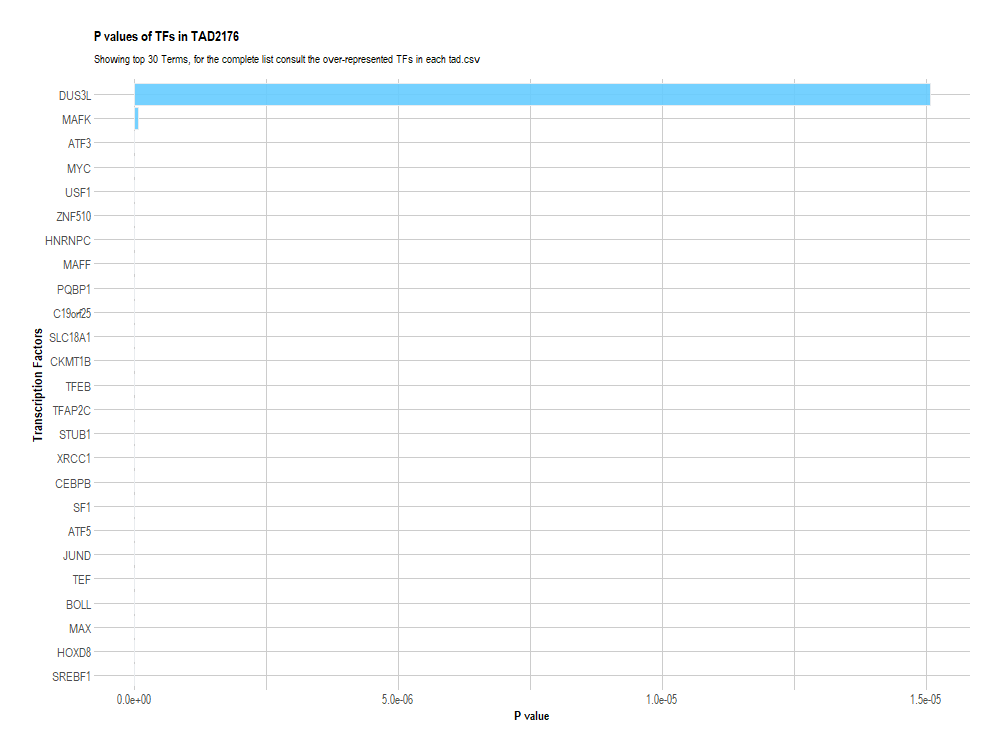 P values of TFs in TAD2176
Showing top 30 Terms, for the complete list consult the over-represented TFs in each tad.csv
Transcription Factors
DUS3L
MAFK
ATF3
MYC
USF1
ZNF510
HNRNPC
MAFF
PQBP1
C19orf25
SLC18A1
CKMT1B
TFEB
TFAP2C
STUB1
XRCC1
CEBPB
SF1
ATF5
JUND
TEF
BOLL
MAX
HOXD8
SREBF1
0.0e+00 5.0e-06 1.0e-05 1.5e-05
P value